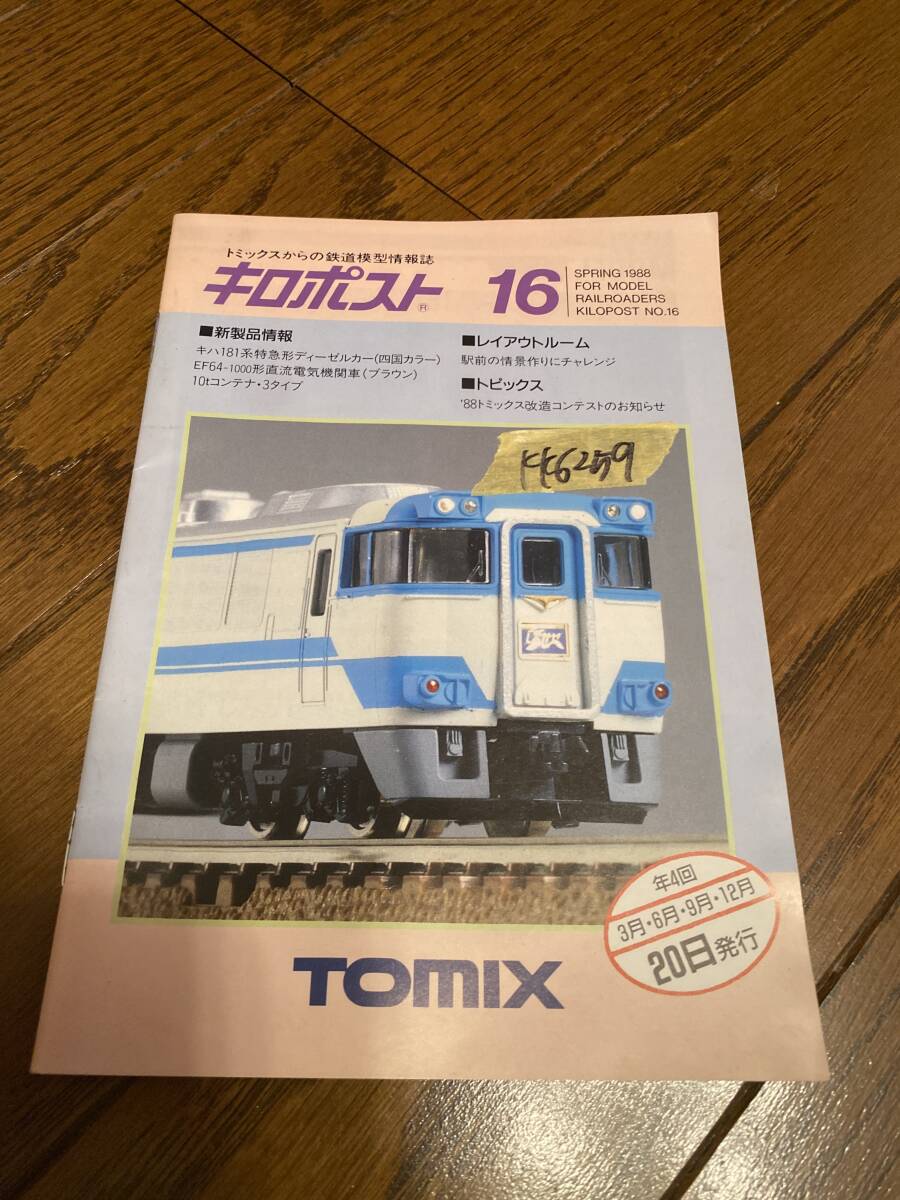 トミックスからの鉄道模型情報誌
キロポスト®
16
SPRING 1988
FOR MODEL
RAILROADERS
KILOPOST NO.16
■新製品情報
キハ181系特急形ディーゼルカー(四国カラー)
EF64-1000形直流電気機関車(ブラウン)
10tコンテナ・3タイプ
■レイアウトルーム
駅前の情景作りにチャレンジ
■トピックス
'88トミックス改造コンテストのお知らせ
KK6259
年4回
3月・6月・9月・12月
20日発行
TOMIX